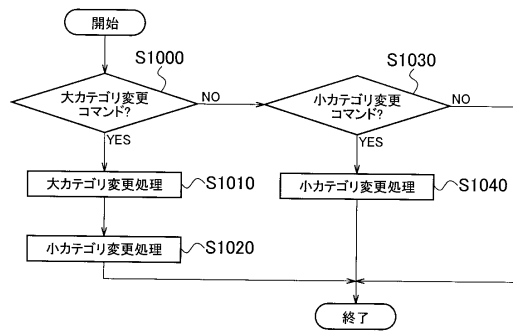 開始
S1000
大カテゴリ変更
コマンド?
NO
YES
S1030
小カテゴリ変更
コマンド?
NO
YES
大カテゴリ変更処理
S1010
小カテゴリ変更処理
S1040
小カテゴリ変更処理
S1020
終了